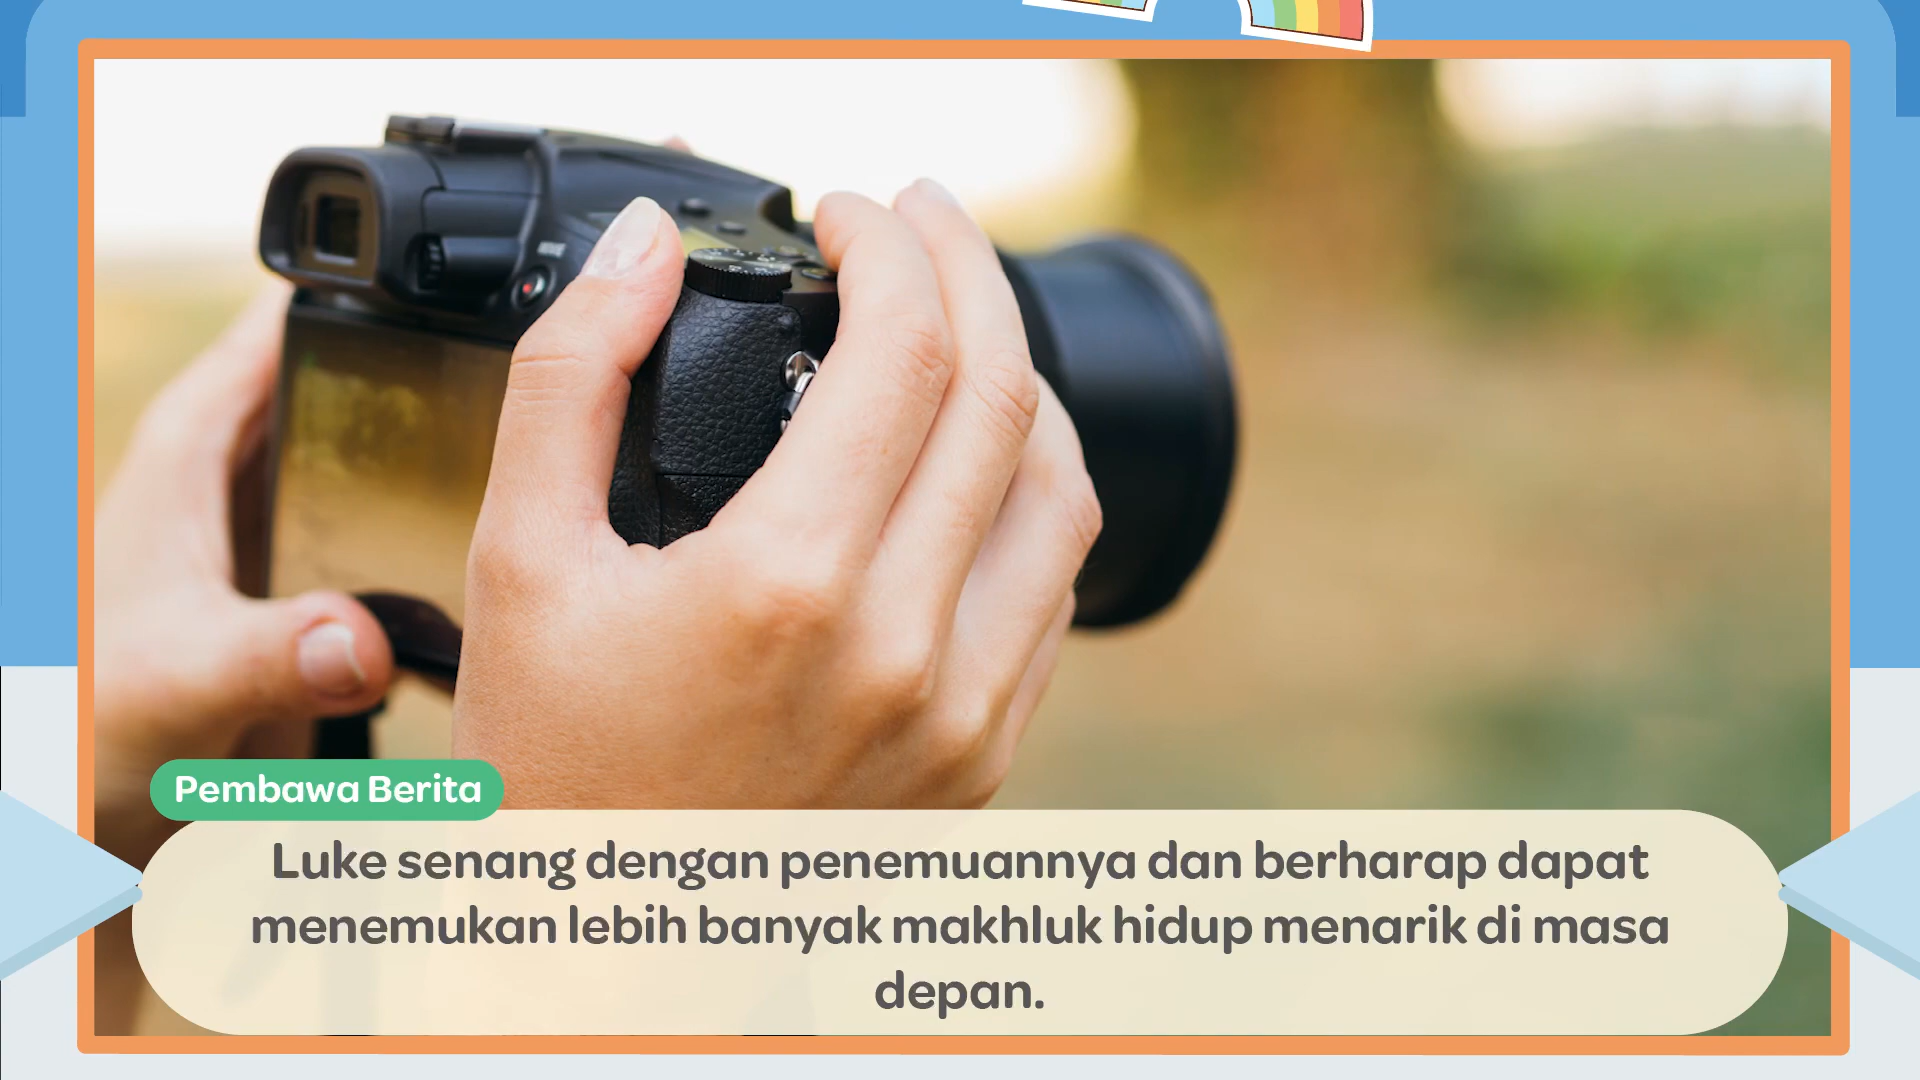 Pembawa Berita
Luke senang dengan penemuannya dan berharap dapat
menemukan lebih banyak makhluk hidup menarik di masa
depan.